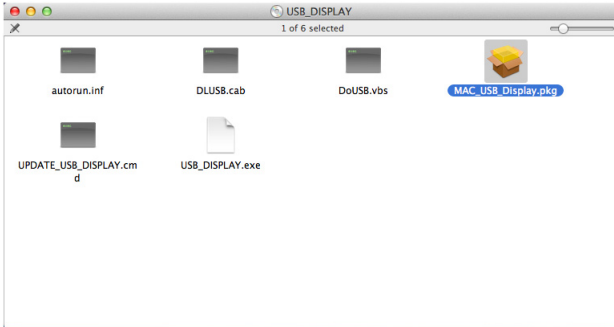 USB_DISPLAY
1 of 6 selected
autorun.inf
DLUSB.cab
DoUSB.vbs
MAC_USB_Display.pkg
UPDATE_USB_DISPLAY.cm
d
USB_DISPLAY.exe